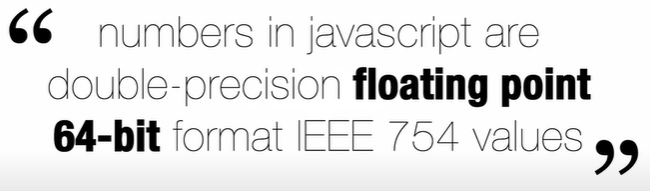 “ numbers in javascript are
double-precision floating point
64-bit format IEEE 754 values ”